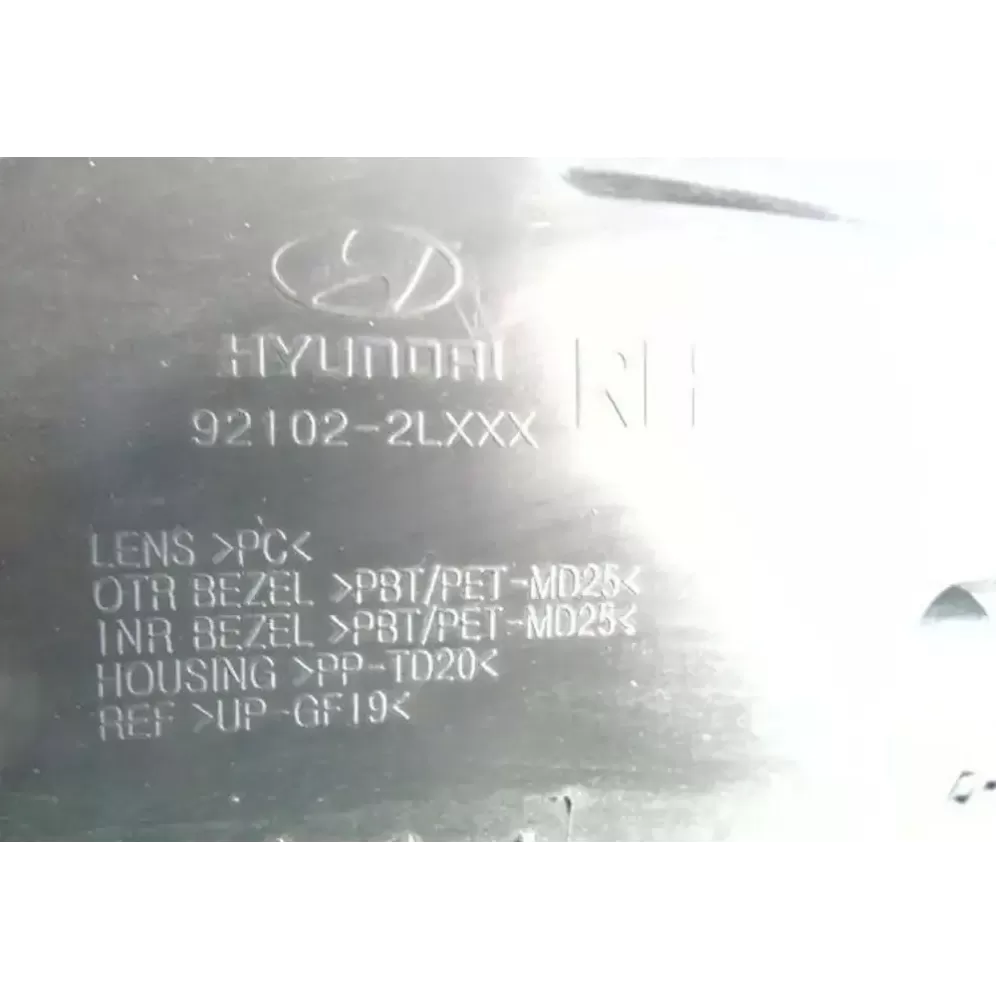 HYUNDAI
92102-2LXXX
RH
LENS >PC<
OTR BEZEL >PBT/PET-MD25<
INR BEZEL >PBT/PET-MD25<
HOUSING >PP-TD20<
REF >UP-GF19<